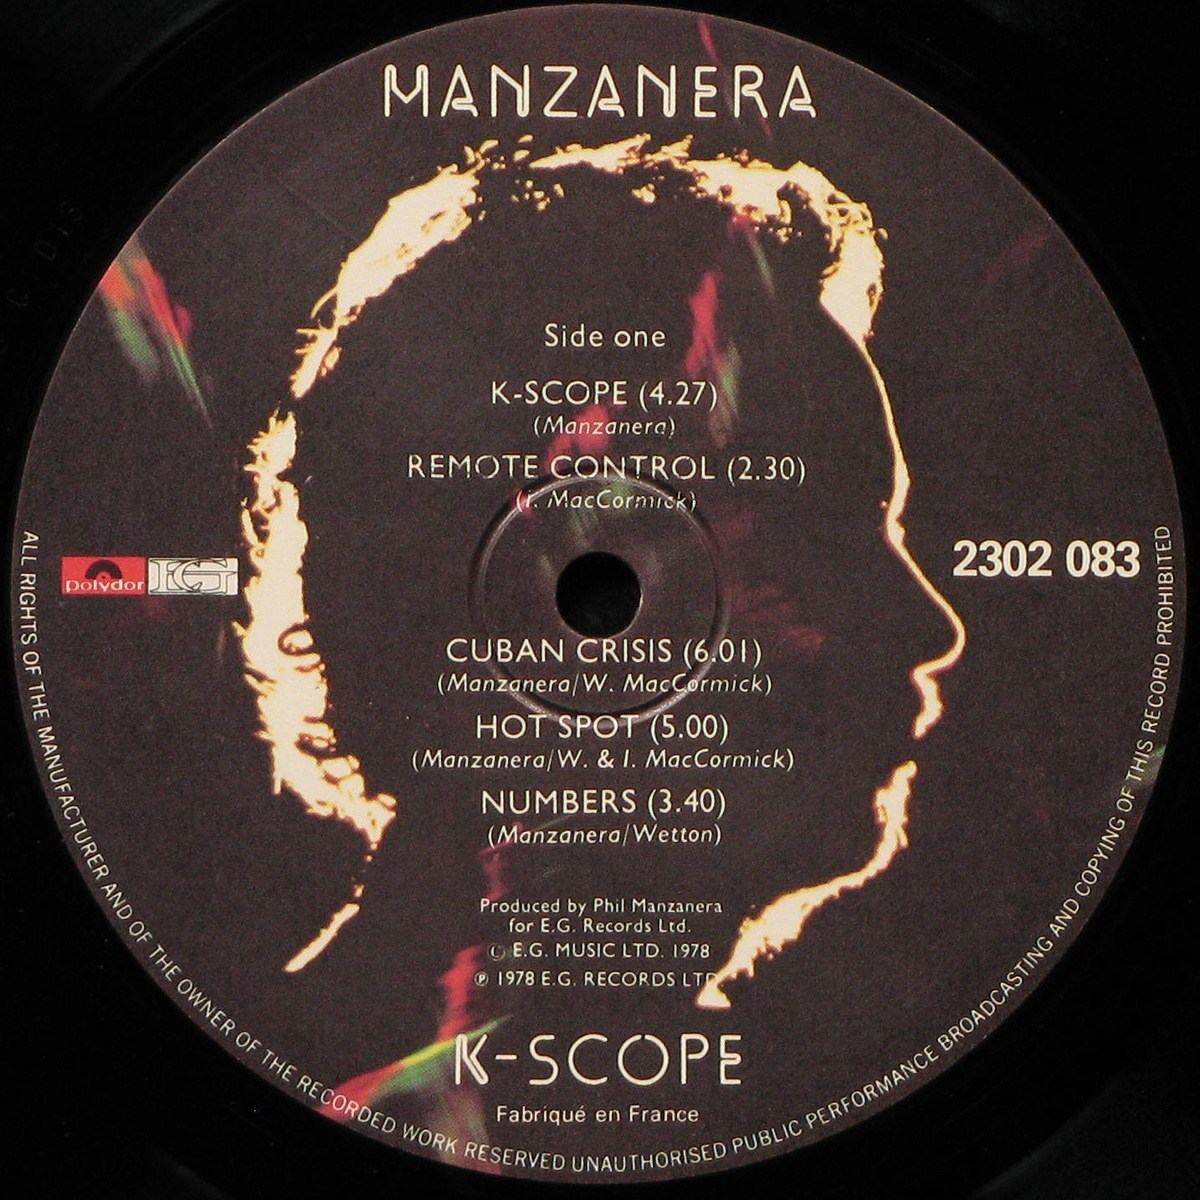 MANZANERA
Side one
K-SCOPE (4.27)
(Manzanera)
REMOTE CONTROL (2.30)
(I. MacCormick)
polydor EG
2302 083
CUBAN CRISIS (6.01)
(Manzanera/W. MacCormick)
HOT SPOT (5.00)
(Manzanera/W. & I. MacCormick)
NUMBERS (3.40)
(Manzanera/Wetton)
Produced by Phil Manzanera
for E.G. Records Ltd.
© E.G. MUSIC LTD. 1978
℗ 1978 E.G. RECORDS LTD
K-SCOPE
Fabriqué en France
ALL RIGHTS OF THE MANUFACTURER AND OF THE OWNER OF THE RECORDED WORK RESERVED UNAUTHORISED PUBLIC PERFORMANCE BROADCASTING AND COPYING OF THIS RECORD PROHIBITED